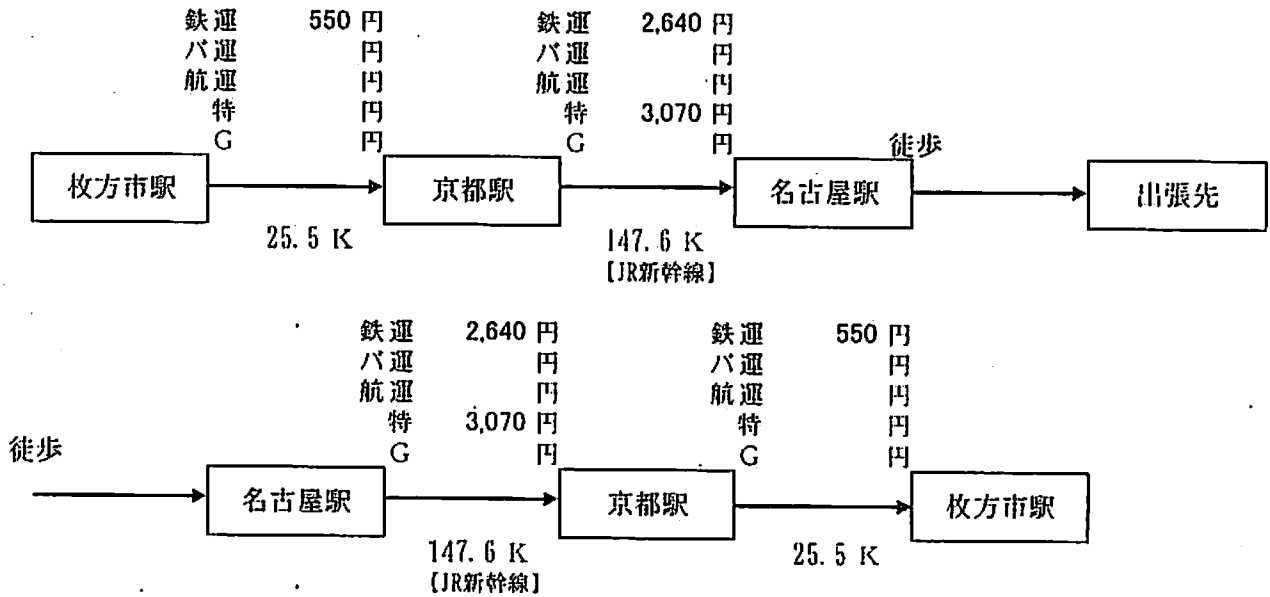 鉄運 550 円 鉄運 2,640 円
バ運 円 バ運 円
航運 円 航運 円
特 円 特 3,070 円
G 円 G 円
徒歩
枚方市駅 京都駅 名古屋駅 出張先
25.5 K 147.6 K
【JR新幹線】
鉄運 2,640 円 鉄運 550 円
バ運 円 バ運 円
航運 円 航運 円
特 3,070 円 特 円
G 円 G 円
徒歩
名古屋駅 京都駅 枚方市駅
147.6 K 25.5 K
【JR新幹線】